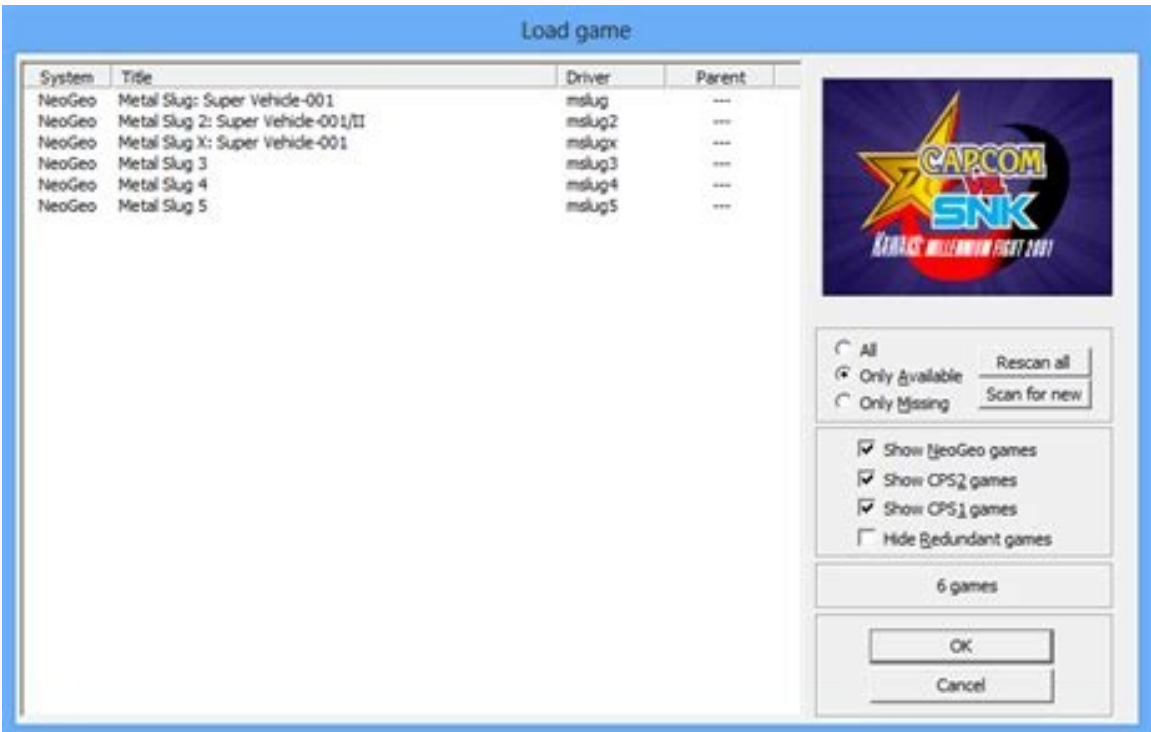 Load game
System Title Driver Parent
NeoGeo Metal Slug: Super Vehicle-001 mslug ---
NeoGeo Metal Slug 2: Super Vehicle-001/II mslug2 ---
NeoGeo Metal Slug X: Super Vehicle-001 mslugx ---
NeoGeo Metal Slug 3 mslug3 ---
NeoGeo Metal Slug 4 mslug4 ---
NeoGeo Metal Slug 5 mslug5 ---
CAPCOM
VS.
SNK
KAWAKS: MILLENNIUM FIGHT 2001
All
Only Available
Only Missing
Rescan all
Scan for new
Show NeoGeo games
Show CPS2 games
Show CPS1 games
Hide Redundant games
6 games
OK
Cancel